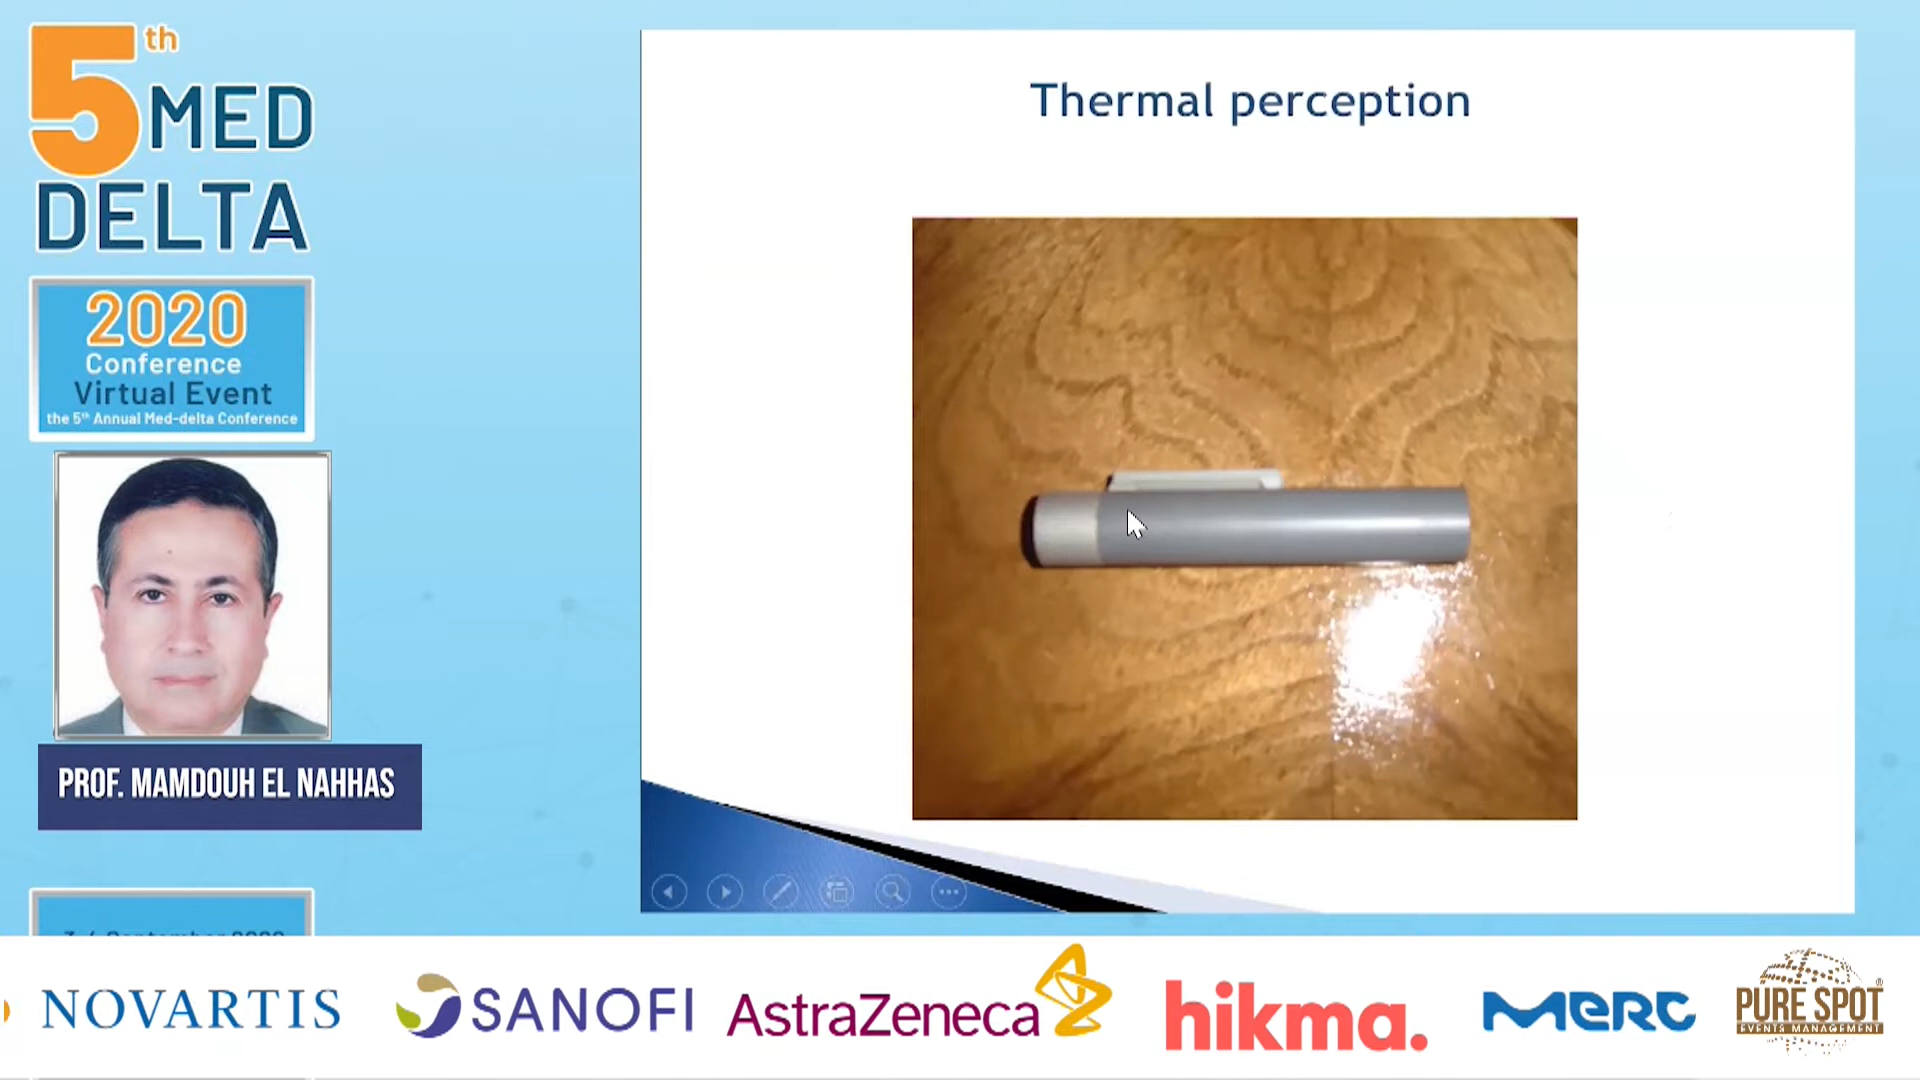 5th
MED
DELTA
2020
Conference
Virtual Event
the 5th Annual Med-delta Conference
PROF. MAMDOUH EL NAHHAS
Thermal perception
NOVARTIS
SANOFI
AstraZeneca
hikma.
Merc
PURE SPOT®
EVENTS MANAGEMENT